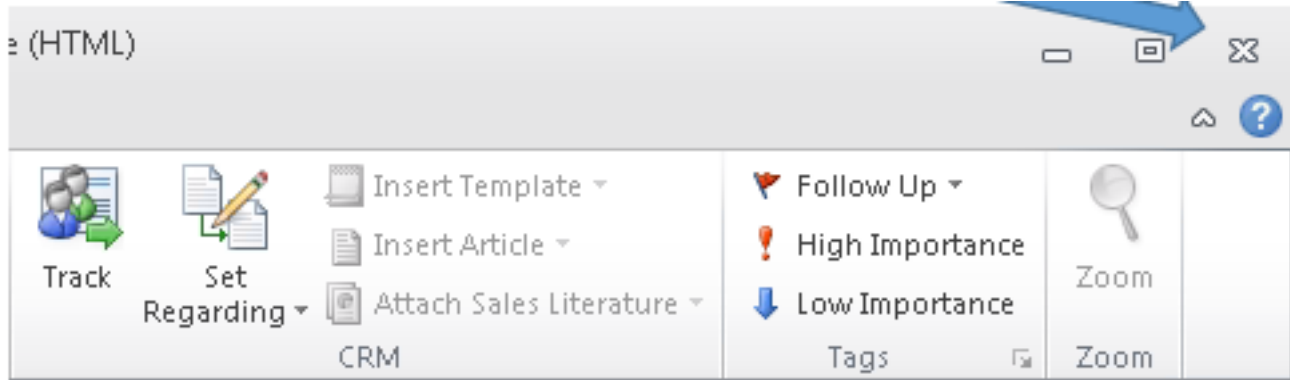 e (HTML)
Insert Template
Follow Up
Insert Article
High Importance
Track
Set
Regarding
Attach Sales Literature
Low Importance
Zoom
CRM
Tags
Zoom